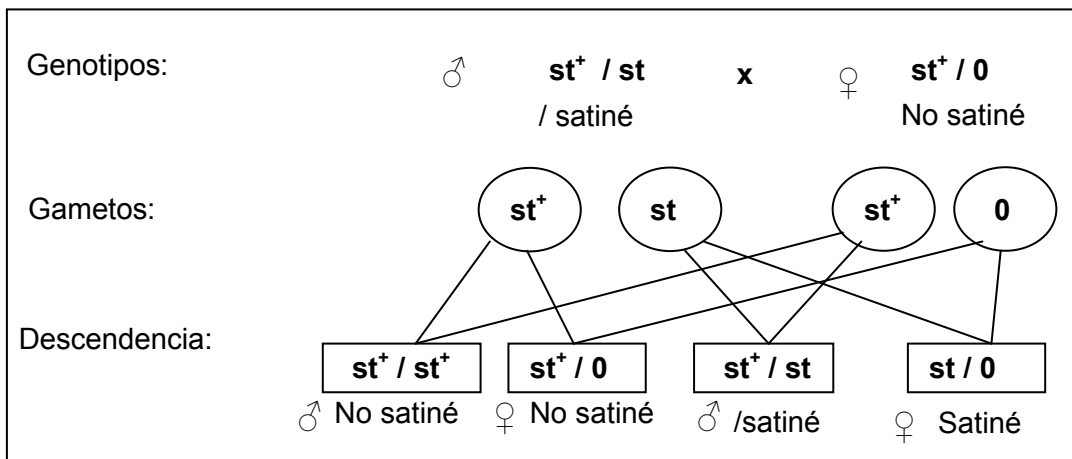 Genotipos: ♂ st⁺ / st x ♀ st⁺ / 0
/ satiné No satiné
Gametos: st⁺ st st⁺ 0
Descendencia:
st⁺ / st⁺ st⁺ / 0 st⁺ / st st / 0
♂ No satiné ♀ No satiné ♂ /satiné ♀ Satiné